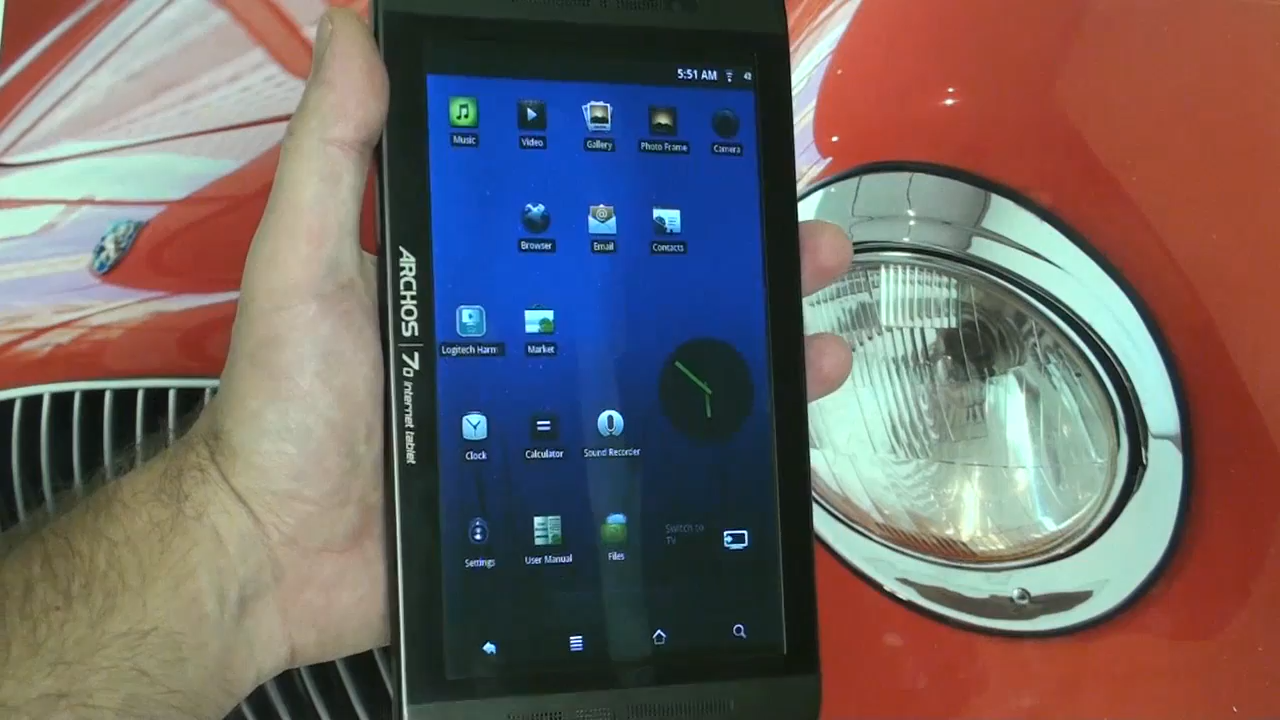 5:51 AM
Music
Video
Gallery
Photo Frame
Camera
Browser
Email
Contacts
Logitech Harm
Market
Clock
Calculator
Sound Recorder
Settings
User Manual
Files
Switch to
TV
ARCHOS 70 internet tablet